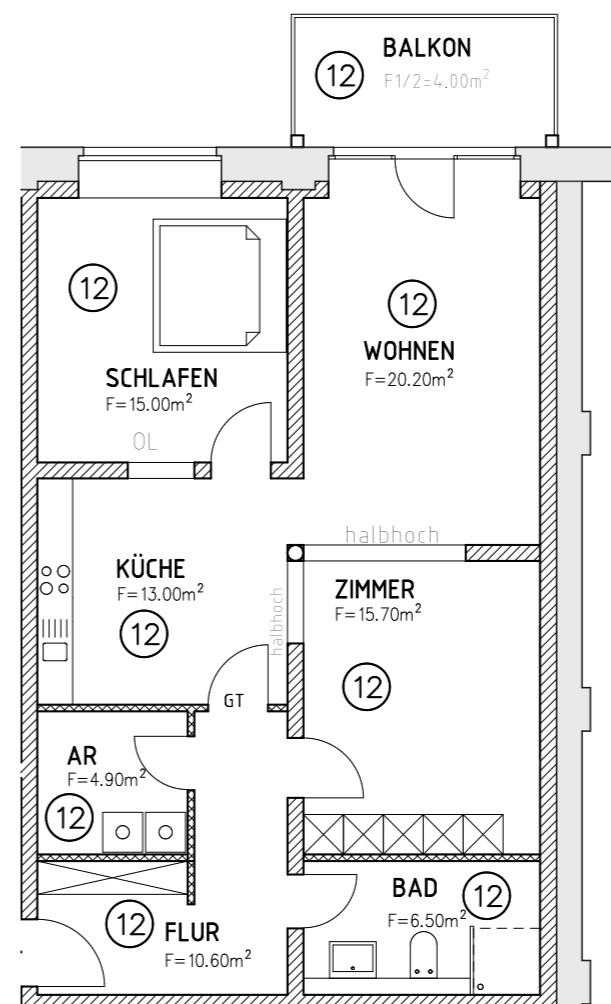 BALKON
12
F1/2=4.00m²
12
12
WOHNEN
F=20.20m²
SCHLAFEN
F=15.00m²
OL
halbhoch
KÜCHE
F=13.00m²
12
halbhoch
ZIMMER
F=15.70m²
12
GT
AR
F=4.90m²
12
BAD
12
F=6.50m²
12
FLUR
F=10.60m²